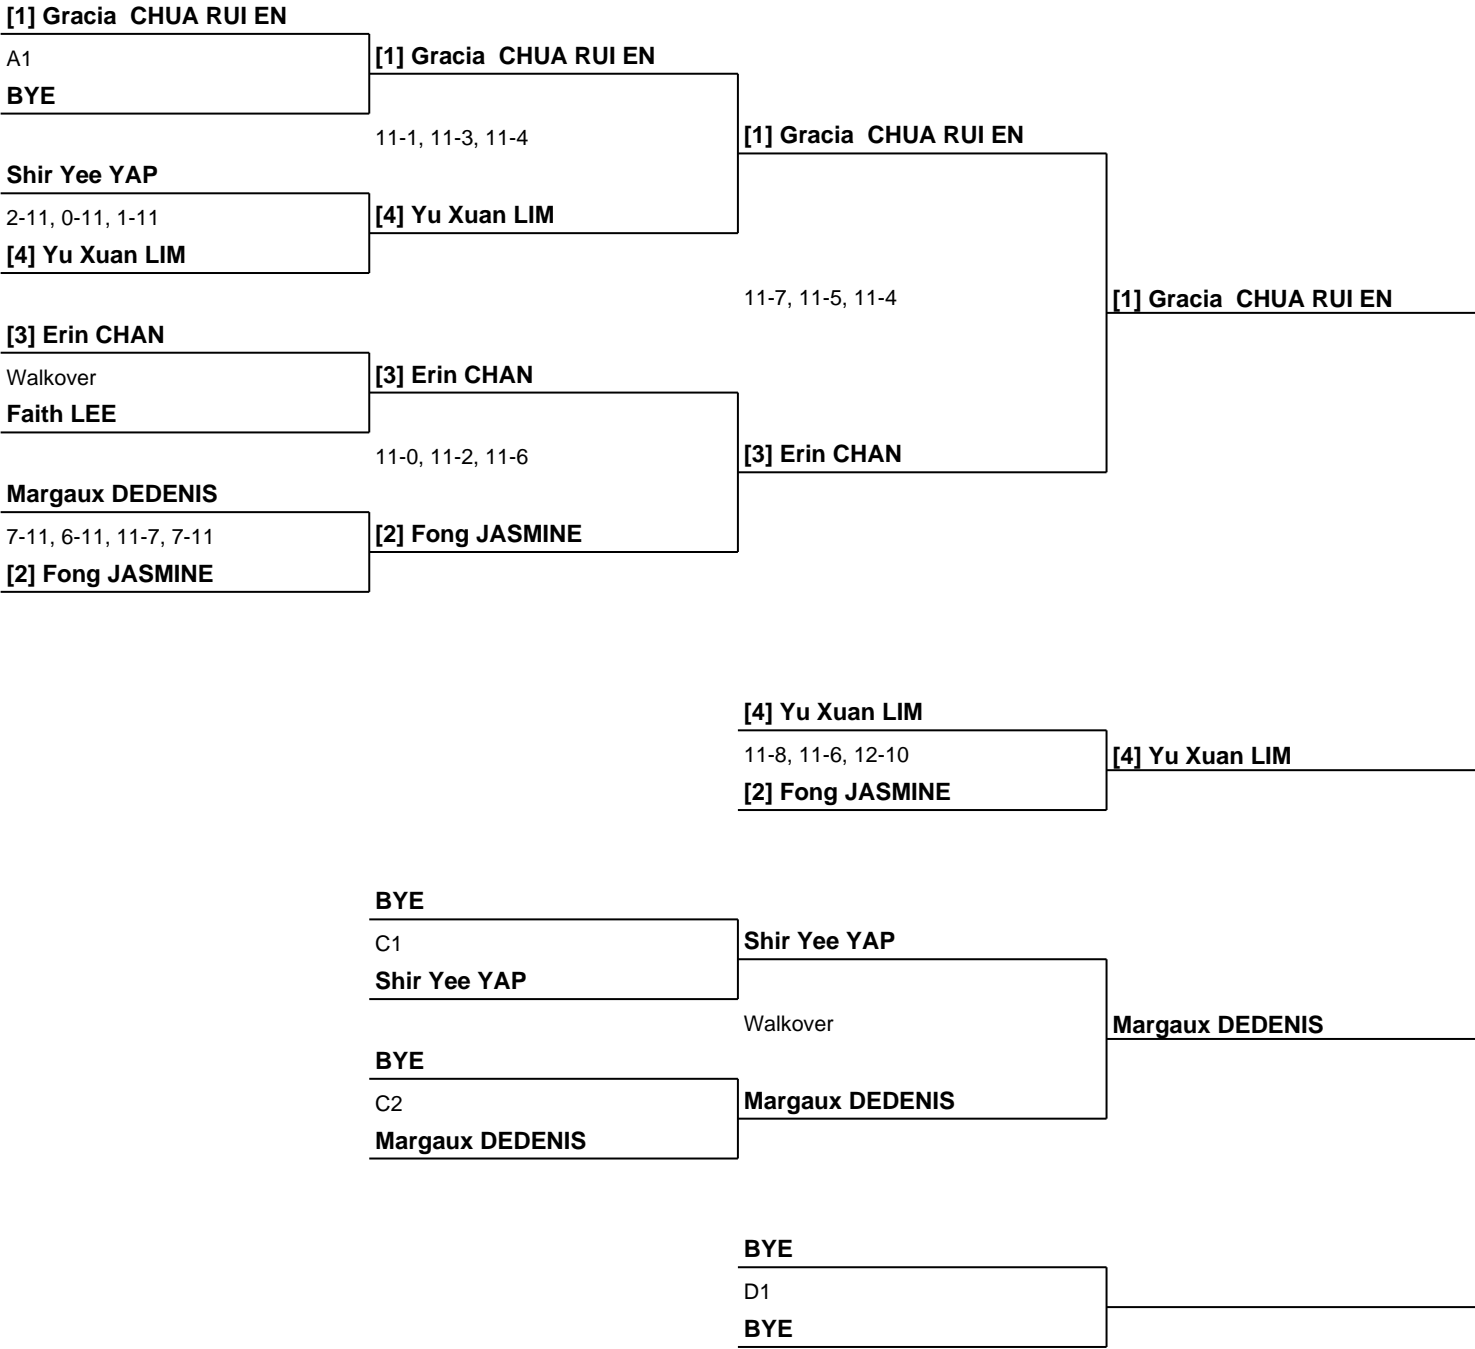 [1] Gracia  CHUA RUI EN
A1
BYE
Shir Yee YAP
2-11, 0-11, 1-11
[4] Yu Xuan LIM
[3] Erin CHAN
Walkover
Faith LEE
Margaux DEDENIS
7-11, 6-11, 11-7, 7-11
[2] Fong JASMINE
[1] Gracia  CHUA RUI EN
11-1, 11-3, 11-4
[4] Yu Xuan LIM
[3] Erin CHAN
11-0, 11-2, 11-6
[2] Fong JASMINE
[1] Gracia  CHUA RUI EN
11-7, 11-5, 11-4
[3] Erin CHAN
[1] Gracia  CHUA RUI EN
[4] Yu Xuan LIM
11-8, 11-6, 12-10
[2] Fong JASMINE
[4] Yu Xuan LIM
BYE
C1
Shir Yee YAP
BYE
C2
Margaux DEDENIS
Shir Yee YAP
Walkover
Margaux DEDENIS
Margaux DEDENIS
BYE
D1
BYE